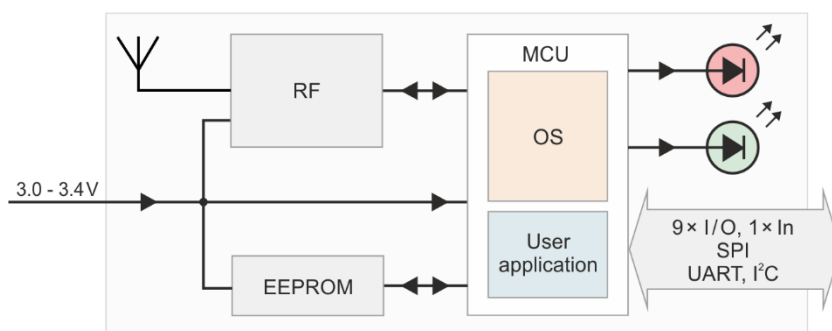 MCU
RF
OS
3.0 - 3.4 V
9× I/O, 1× In
SPI
UART, I²C
User
application
EEPROM